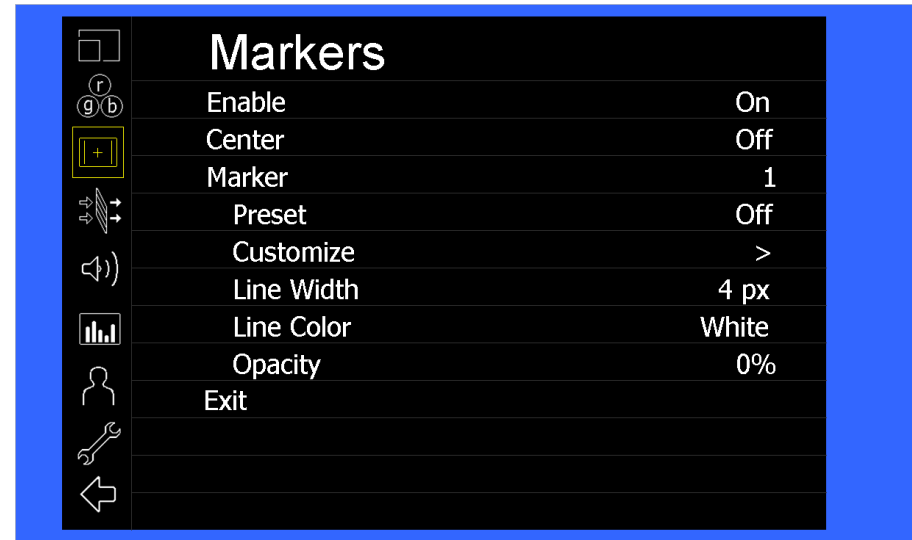 Markers
r
g b
Enable On
Center Off
Marker 1
Preset Off
Customize >
Line Width 4 px
Line Color White
Opacity 0%
Exit